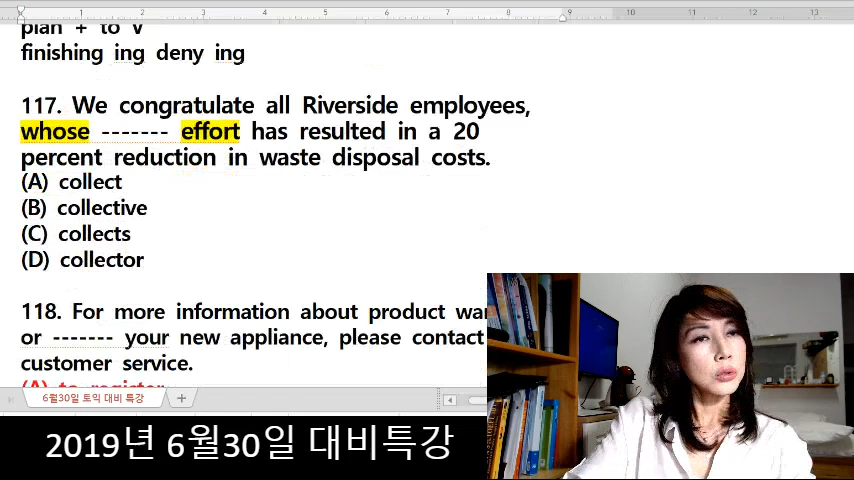 plan + to V
finishing ing deny ing
117. We congratulate all Riverside employees,
whose ------- effort has resulted in a 20
percent reduction in waste disposal costs.
(A) collect
(B) collective
(C) collects
(D) collector
118. For more information about product
or ------- your new appliance, please contact
customer service.
(A) to register
6월30일 토익 대비 특강
2019년 6월30일 대비특강